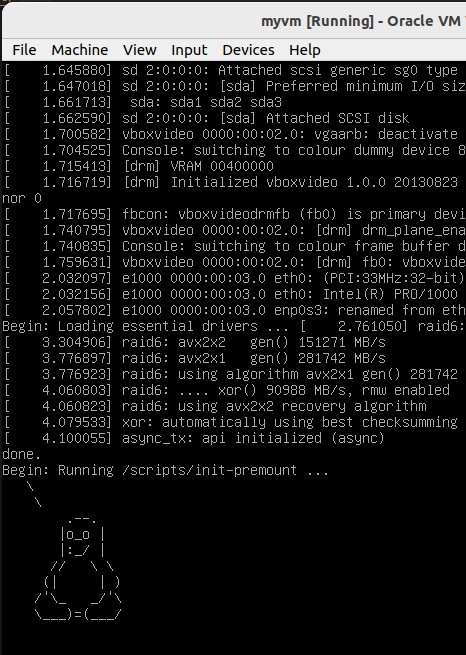 myvm [Running] - Oracle VM
File Machine View Input Devices Help
[    1.645880] sd 2:0:0:0: Attached scsi generic sg0 type
[    1.647018] sd 2:0:0:0: [sda] Preferred minimum I/O siz
[    1.661713]  sda: sda1 sda2 sda3
[    1.662590] sd 2:0:0:0: [sda] Attached SCSI disk
[    1.700582] vboxvideo 0000:00:02.0: vgaarb: deactivate
[    1.704525] Console: switching to colour dummy device 8
[    1.715413] [drm] VRAM 00400000
[    1.716719] [drm] Initialized vboxvideo 1.0.0 20130823
nor 0
[    1.717695] fbcon: vboxvideodrmfb (fb0) is primary devi
[    1.740795] vboxvideo 0000:00:02.0: [drm] drm_plane_ena
[    1.740835] Console: switching to colour frame buffer d
[    1.759631] vboxvideo 0000:00:02.0: [drm] fb0: vboxvide
[    2.032097] e1000 0000:00:03.0 eth0: (PCI:33MHz:32-bit)
[    2.032156] e1000 0000:00:03.0 eth0: Intel(R) PRO/1000
[    2.057802] e1000 0000:00:03.0 enp0s3: renamed from eth
Begin: Loading essential drivers ... [    2.761050] raid6:
[    3.304906] raid6: avx2x2   gen() 151271 MB/s
[    3.776897] raid6: avx2x1   gen() 281742 MB/s
[    3.776923] raid6: using algorithm avx2x1 gen() 281742
[    4.060803] raid6: .... xor() 90988 MB/s, rmw enabled
[    4.060823] raid6: using avx2x2 recovery algorithm
[    4.079533] xor: automatically using best checksumming
[    4.100055] async_tx: api initialized (async)
done.
Begin: Running /scripts/init-premount ...
   \
    \
        .--.
       |o_o |
       |:_/ |
      //   \ \
     (|     | )
    /'\_   _/`\
    \___)=(___/